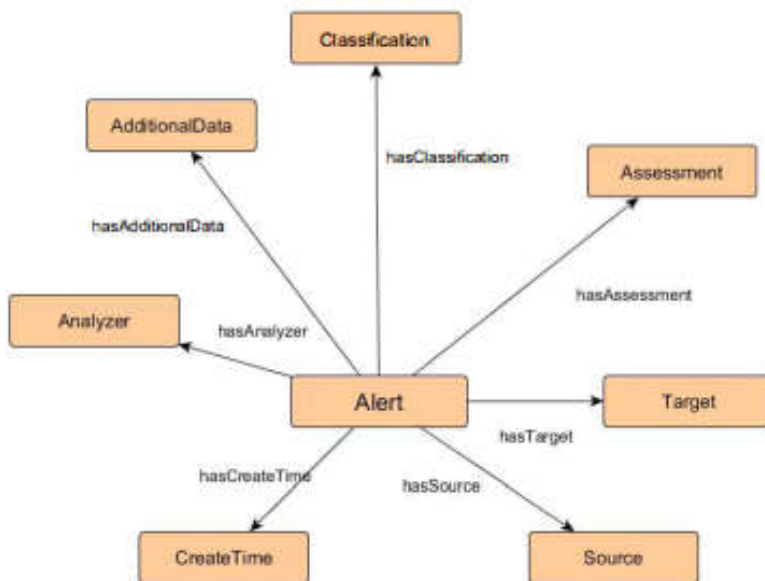 Classification
AdditionalData
hasClassification
Assessment
hasAdditionalData
hasAssessment
Analyzer
hasAnalyzer
Alert
Target
hasTarget
hasCreateTime
hasSource
CreateTime
Source